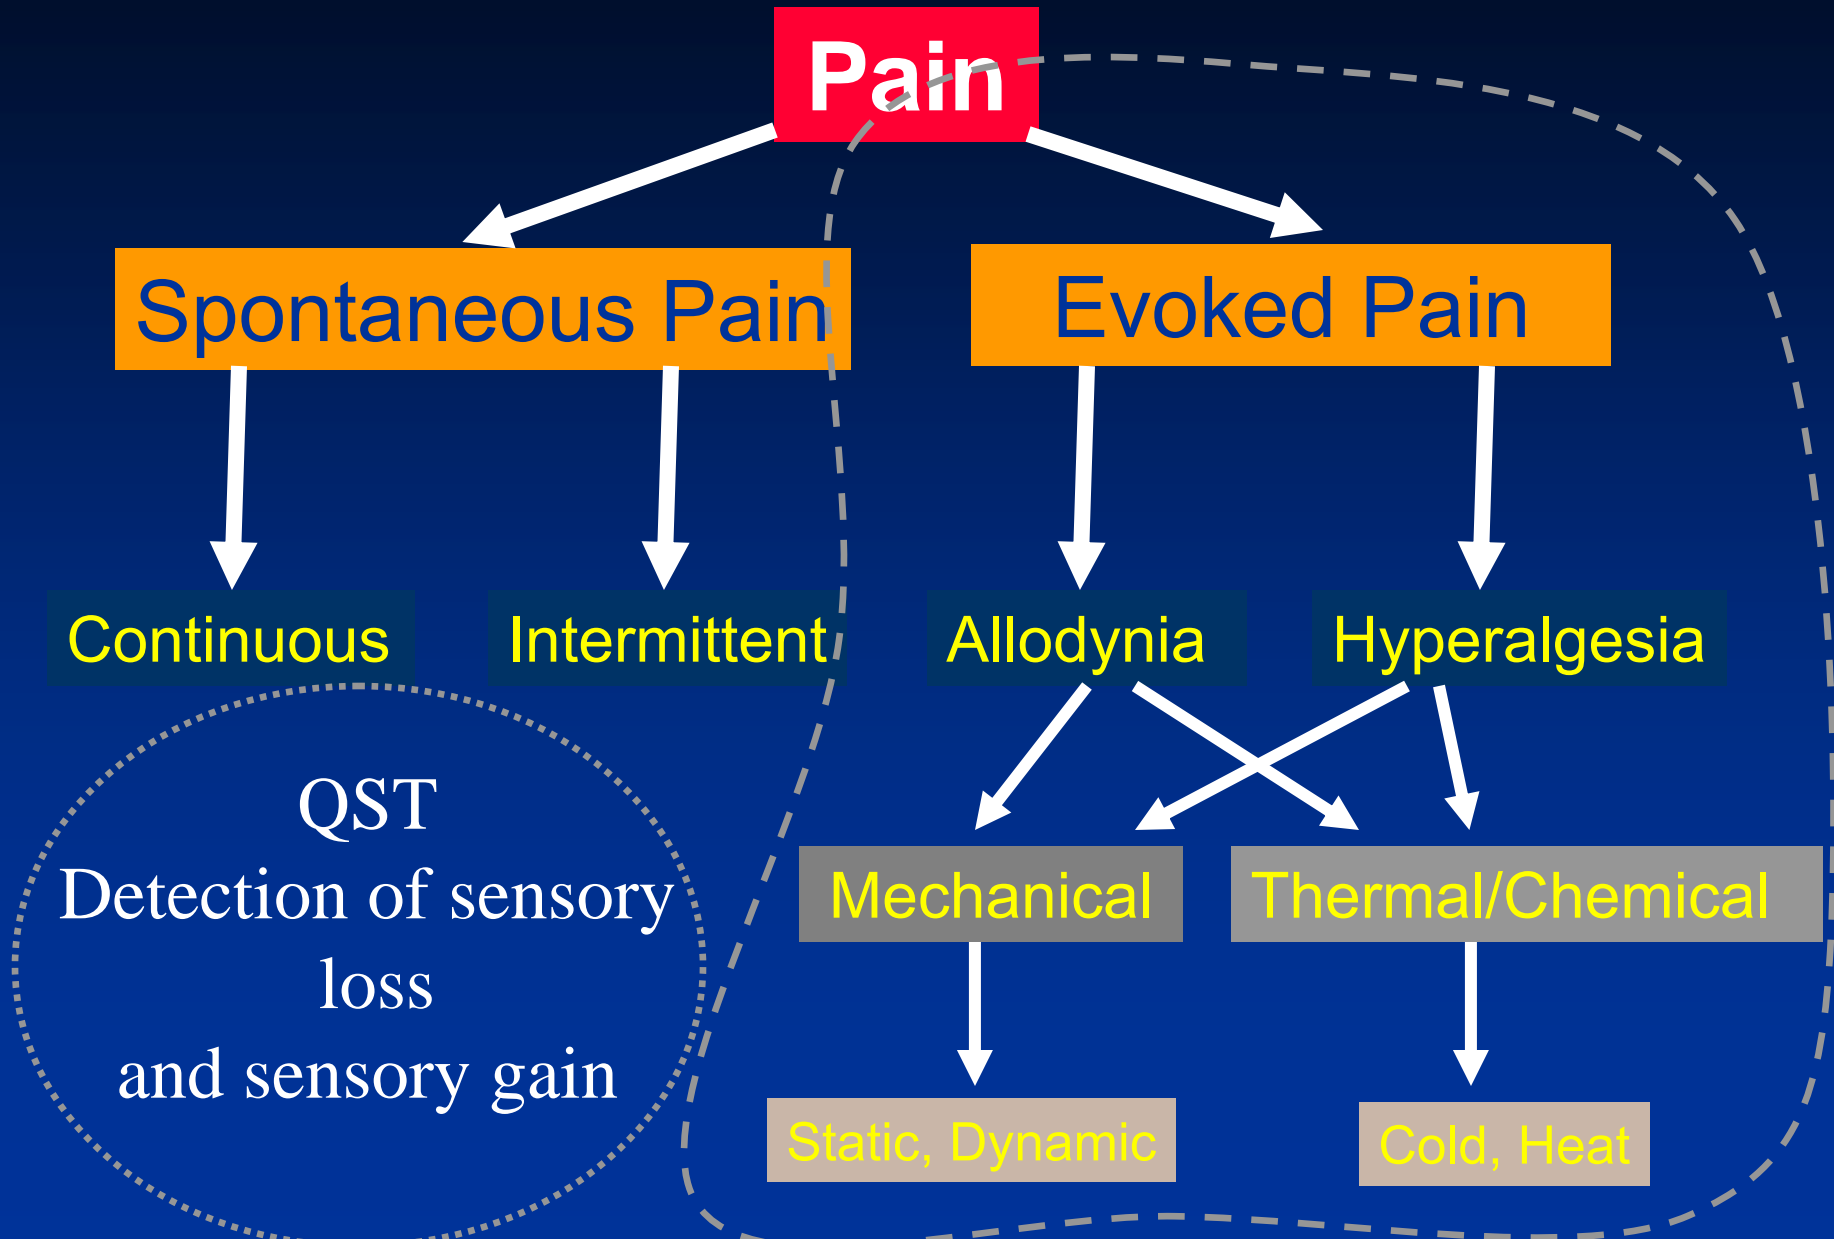 Pain
Spontaneous Pain
Evoked Pain
Continuous
Intermittent
Allodynia
Hyperalgesia
QST
Detection of sensory
loss
and sensory gain
Mechanical
Thermal/Chemical
Static, Dynamic
Cold, Heat